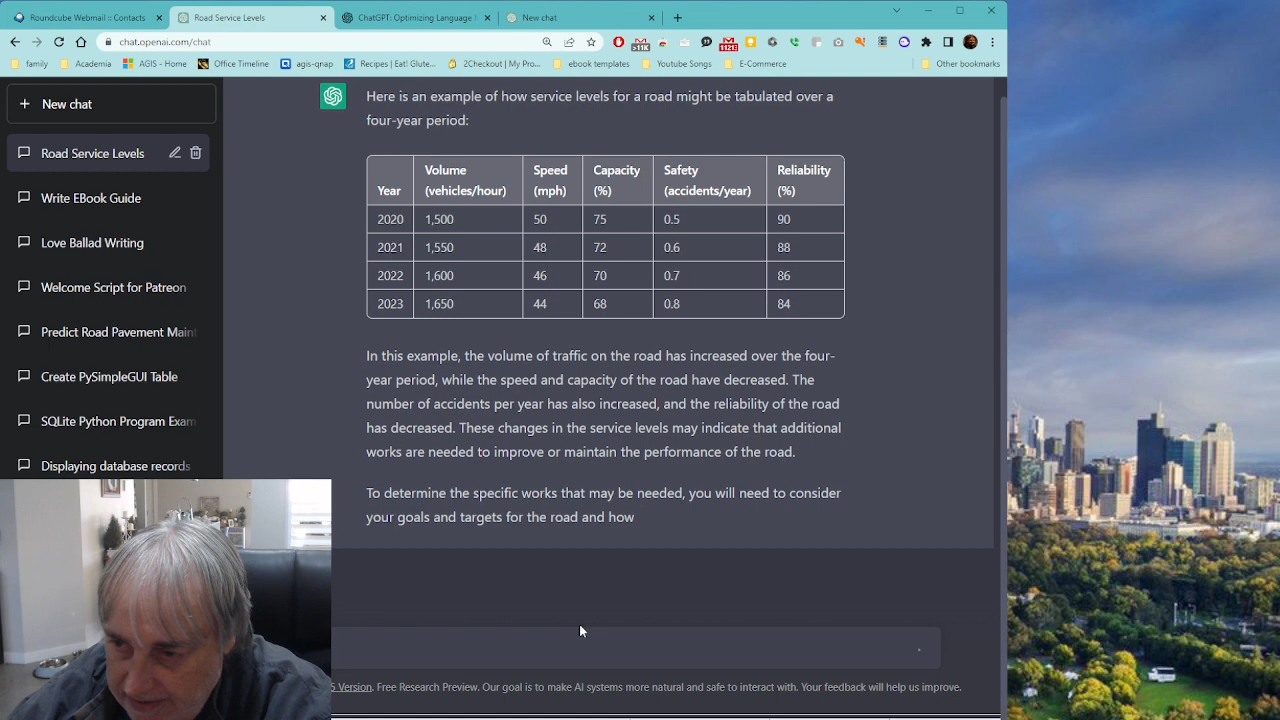 Roundcube Webmail :: Contacts
Road Service Levels
ChatGPT: Optimizing Language
New chat
chat.openai.com/chat
>11K
11213
family
Academia
AGIS - Home
Office Timeline
agis-qnap
Recipes | Eat! Glute...
2Checkout | My Pro...
ebook templates
Youtube Songs
E-Commerce
Other bookmarks
New chat
Road Service Levels
Write EBook Guide
Love Ballad Writing
Welcome Script for Patreon
Predict Road Pavement Maint
Create PySimpleGUI Table
SQLite Python Program Exam
Displaying database records
Here is an example of how service levels for a road might be tabulated over a
four-year period:
Year Volume (vehicles/hour) Speed (mph) Capacity (%) Safety (accidents/year) Reliability (%)
2020 1,500 50 75 0.5 90
2021 1,550 48 72 0.6 88
2022 1,600 46 70 0.7 86
2023 1,650 44 68 0.8 84
In this example, the volume of traffic on the road has increased over the four-
year period, while the speed and capacity of the road have decreased. The
number of accidents per year has also increased, and the reliability of the road
has decreased. These changes in the service levels may indicate that additional
works are needed to improve or maintain the performance of the road.
To determine the specific works that may be needed, you will need to consider
your goals and targets for the road and how
5 Version. Free Research Preview. Our goal is to make AI systems more natural and safe to interact with. Your feedback will help us improve.